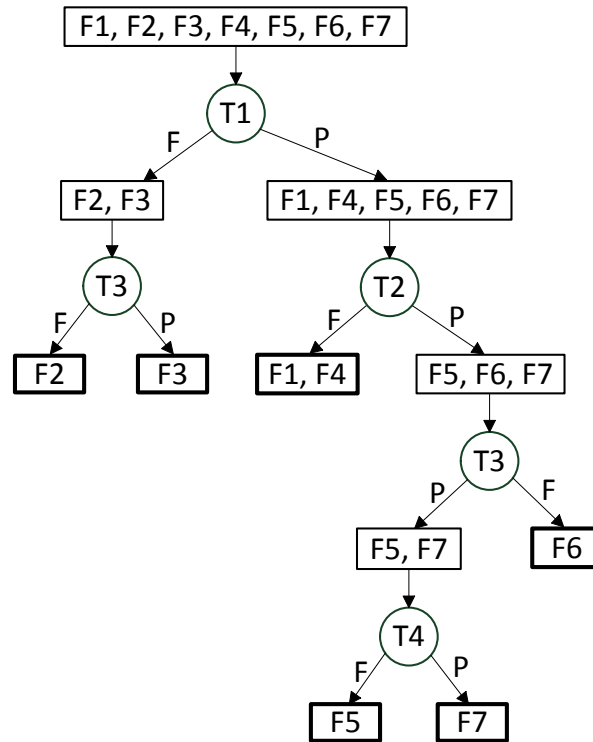 F1, F2, F3, F4, F5, F6, F7
T1
F
P
F2, F3
F1, F4, F5, F6, F7
T3
T2
F
P
F
P
F2
F3
F1, F4
F5, F6, F7
T3
P
F
F5, F7
F6
T4
F
P
F5
F7